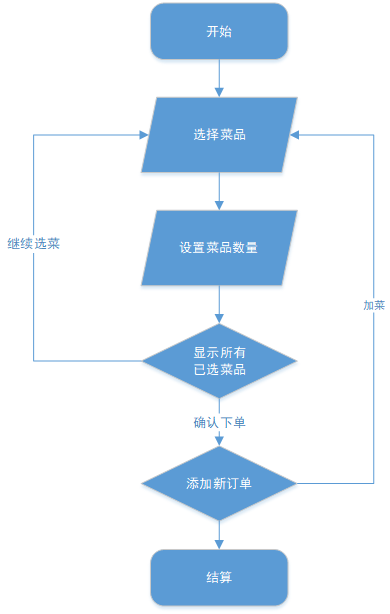 开始
选择菜品
继续选菜
设置菜品数量
加菜
显示所有
已选菜品
确认下单
添加新订单
结算